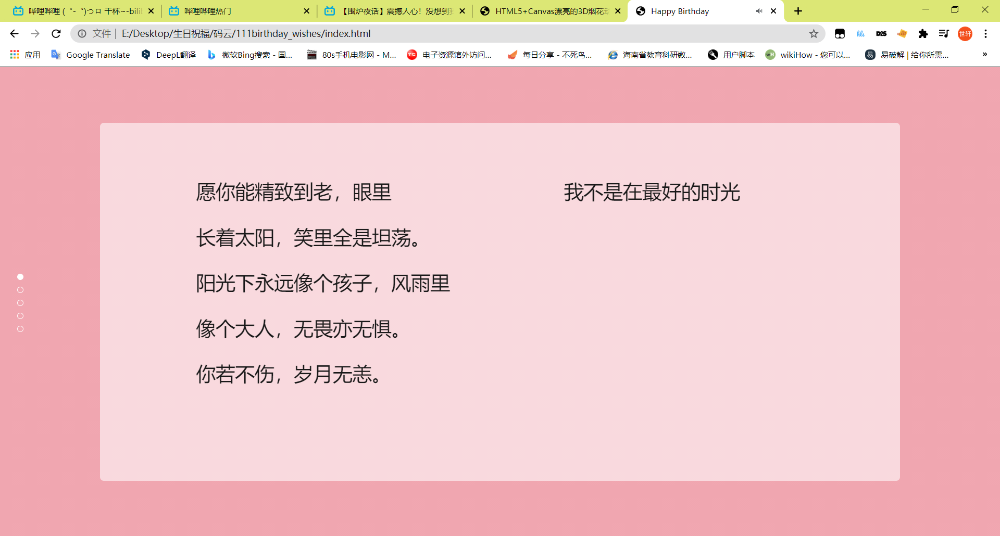 哔哩哔哩 (゜-゜)つロ 干杯~-bili
哔哩哔哩热门
【围炉夜话】震撼人心！没想到
HTML5+Canvas漂亮的3D烟花
Happy Birthday
文件 | E:/Desktop/生日祝福/码云/111birthday_wishes/index.html
hls
D2S
世轩
应用
Google Translate
DeepL翻译
微软Bing搜索 - 国...
80s手机电影网 - M...
TG
电子资源馆外访问...
每日分享 - 不死鸟...
海南省教育科研数...
用户脚本
wH
wikiHow - 您可以...
易
易破解 | 给你所需...
»
愿你能精致到老，眼里
长着太阳，笑里全是坦荡。
阳光下永远像个孩子，风雨里
像个大人，无畏亦无惧。
你若不伤，岁月无恙。
我不是在最好的时光